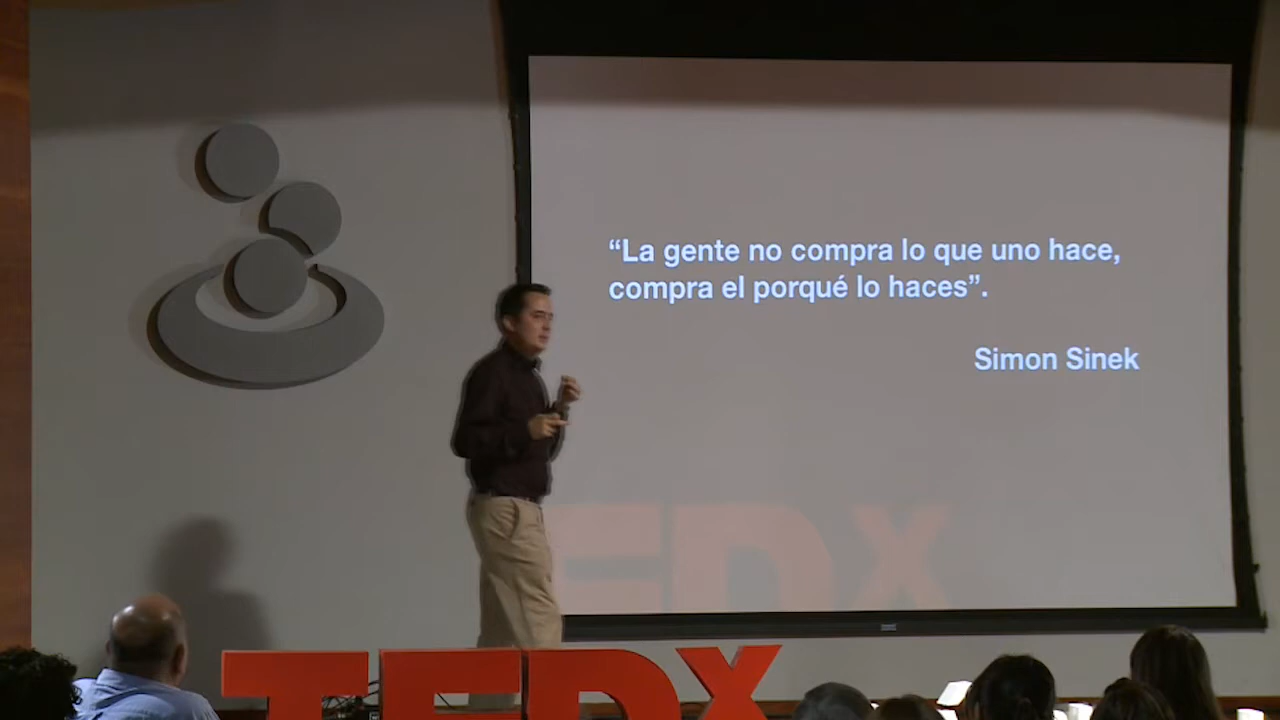 “La gente no compra lo que uno hace,
compra el porqué lo haces”.
Simon Sinek
TEDx